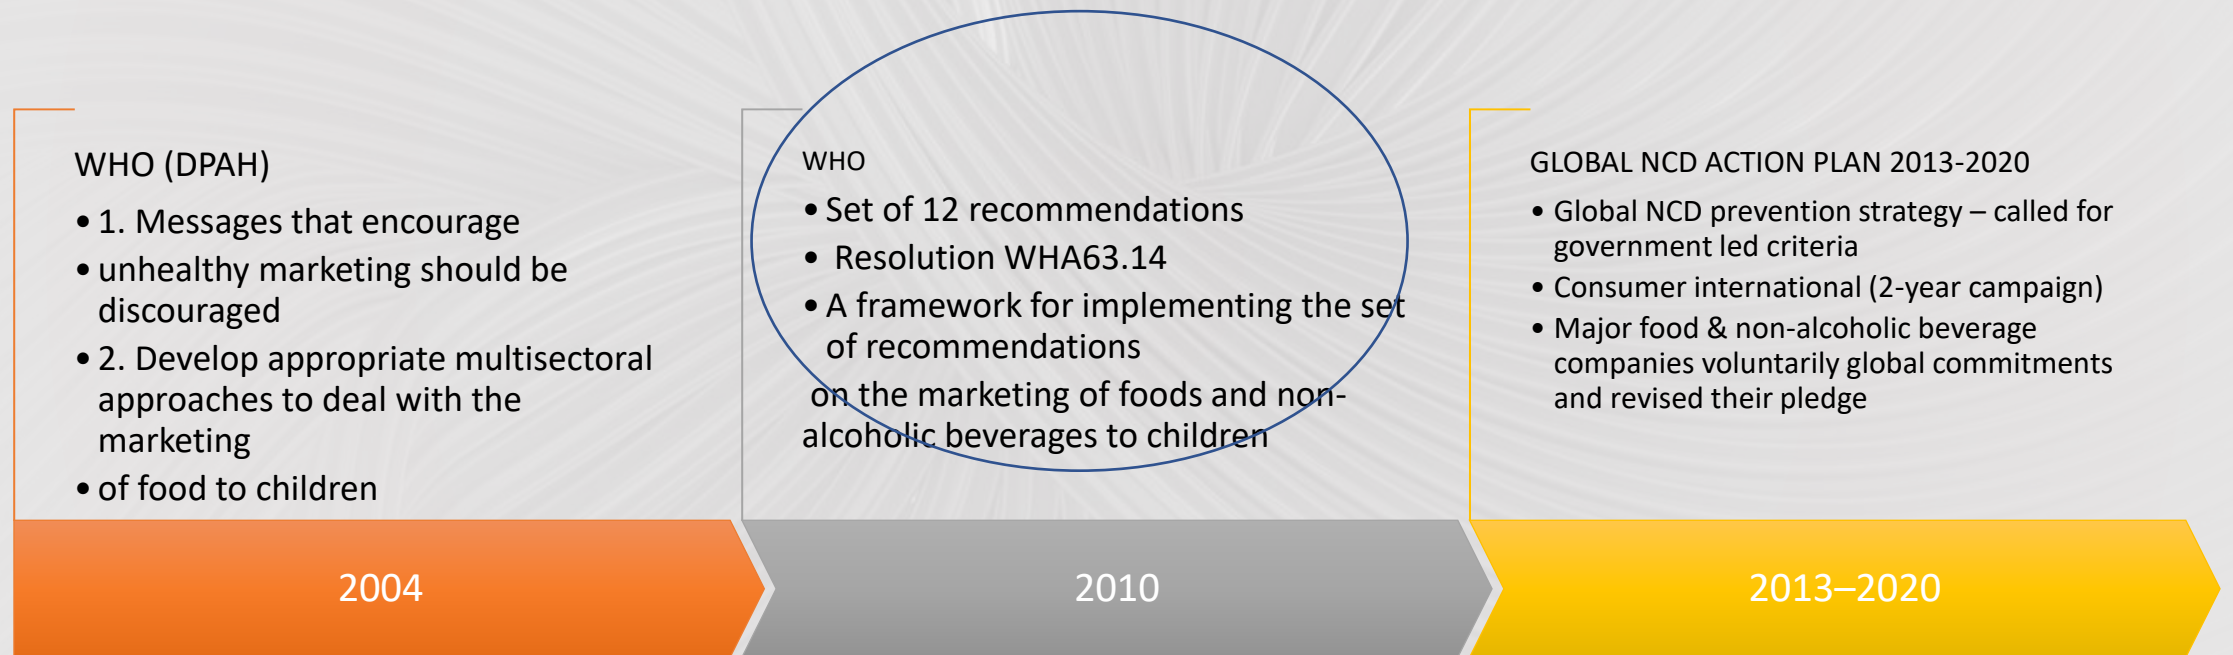 WHO (DPAH)
• 1. Messages that encourage
• unhealthy marketing should be
discouraged
• 2. Develop appropriate multisectoral
approaches to deal with the
marketing
• of food to children
2004
WHO
• Set of 12 recommendations
• Resolution WHA63.14
• A framework for implementing the set
of recommendations
on the marketing of foods and non-
alcoholic beverages to children
2010
GLOBAL NCD ACTION PLAN 2013-2020
• Global NCD prevention strategy – called for
government led criteria
• Consumer international (2-year campaign)
• Major food & non-alcoholic beverage
companies voluntarily global commitments
and revised their pledge
2013–2020